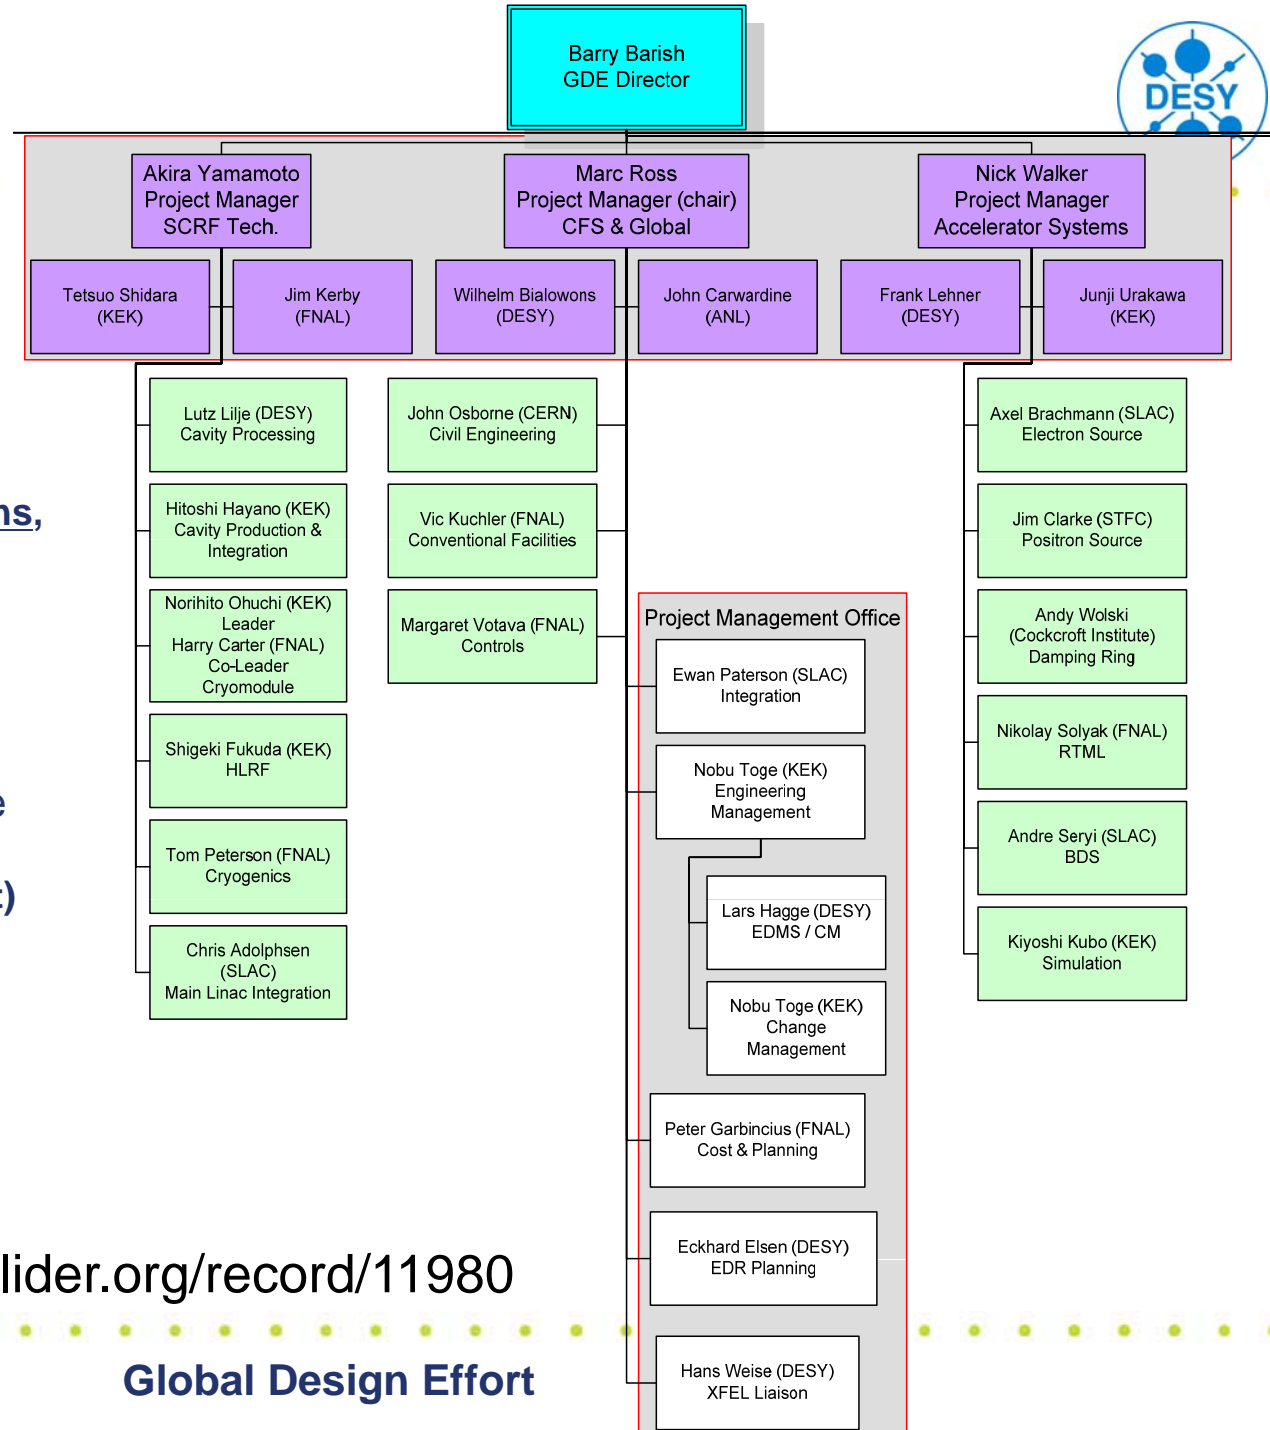 Barry Barish
GDE Director
DESY
Akira Yamamoto
Project Manager
SCRF Tech.
Marc Ross
Project Manager (chair)
CFS & Global
Nick Walker
Project Manager
Accelerator Systems
Tetsuo Shidara
(KEK)
Jim Kerby
(FNAL)
Wilhelm Bialowons
(DESY)
John Carwardine
(ANL)
Frank Lehner
(DESY)
Junji Urakawa
(KEK)
Lutz Lilje (DESY)
Cavity Processing
Hitoshi Hayano (KEK)
Cavity Production &
Integration
Norihito Ohuchi (KEK)
Leader
Harry Carter (FNAL)
Co-Leader
Cryomodule
Shigeki Fukuda (KEK)
HLRF
Tom Peterson (FNAL)
Cryogenics
Chris Adolphsen
(SLAC)
Main Linac Integration
John Osborne (CERN)
Civil Engineering
Vic Kuchler (FNAL)
Conventional Facilities
Margaret Votava (FNAL)
Controls
Project Management Office
Ewan Paterson (SLAC)
Integration
Nobu Toge (KEK)
Engineering
Management
Lars Hagge (DESY)
EDMS / CM
Nobu Toge (KEK)
Change
Management
Peter Garbincius (FNAL)
Cost & Planning
Eckhard Elsen (DESY)
EDR Planning
Hans Weise (DESY)
XFEL Liaison
Axel Brachmann (SLAC)
Electron Source
Jim Clarke (STFC)
Positron Source
Andy Wolski
(Cockcroft Institute)
Damping Ring
Nikolay Solyak (FNAL)
RTML
Andre Seryi (SLAC)
BDS
Kiyoshi Kubo (KEK)
Simulation
ns,
e
t)
lider.org/record/11980
Global Design Effort